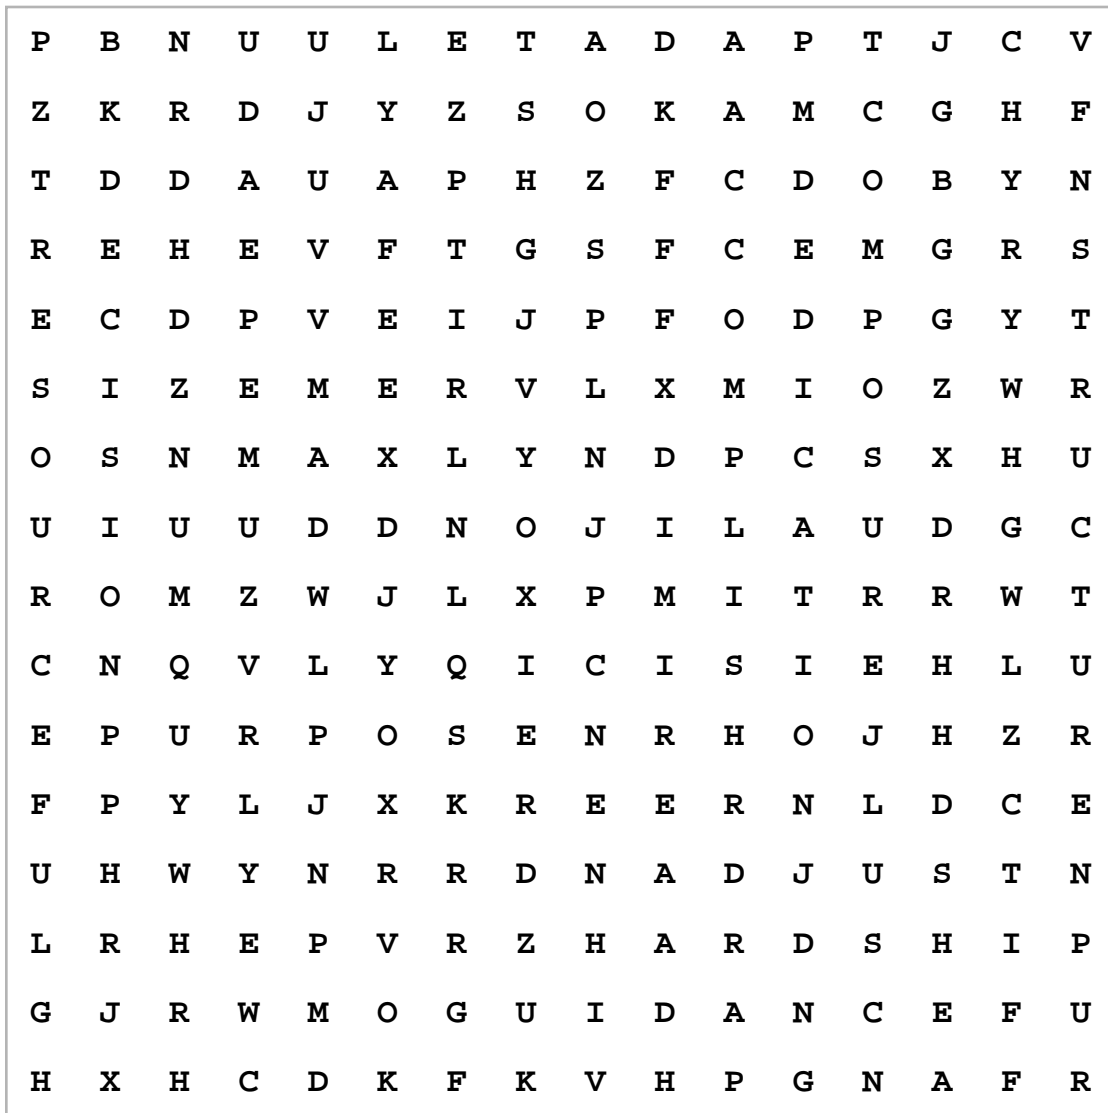 P B N U U L E T A D A P T J C V
Z K R D J Y Z S O K A M C G H F
T D D A U A P H Z F C D O B Y N
R E H E V F T G S F C E M G R S
E C D P V E I J P F O D P G Y T
S I Z E M E R V L X M I O Z W R
O S N M A X L Y N D P C S X H U
U I U U D D N O J I L A U D G C
R O M Z W J L X P M I T R R W T
C N Q V L Y Q I C I S I E H L U
E P U R P O S E N R H O J H Z R
F P Y L J X K R E E R N L D C E
U H W Y N R R D N A D J U S T N
L R H E P V R Z H A R D S H I P
G J R W M O G U I D A N C E F U
H X H C D K F K V H P G N A F R